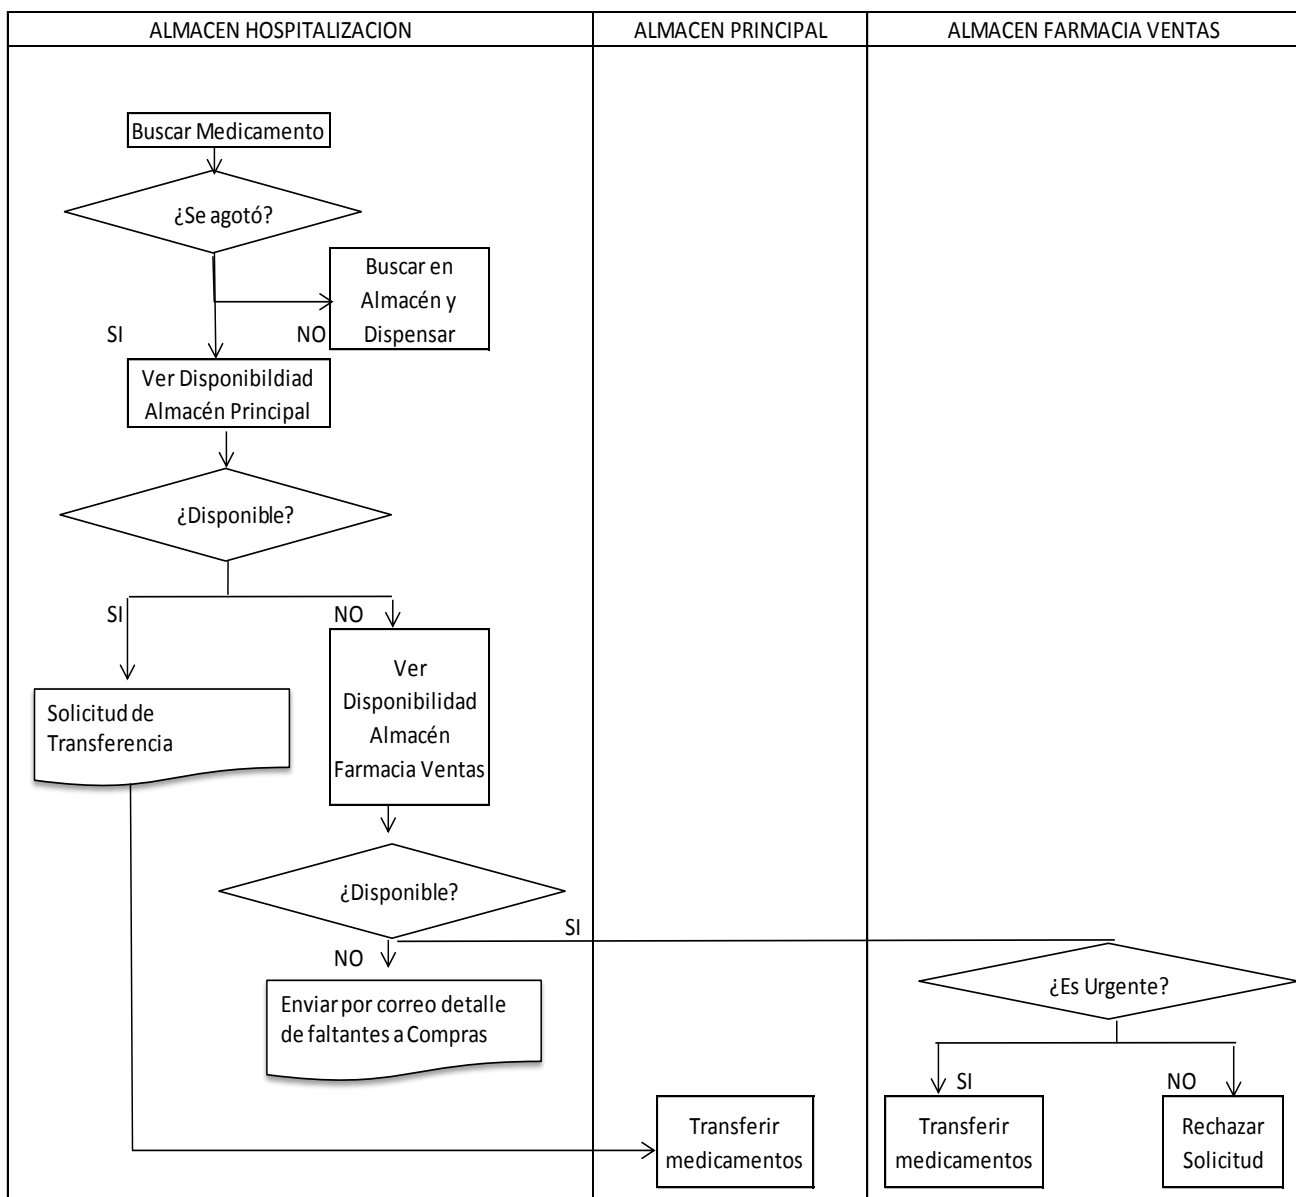 ALMACEN HOSPITALIZACION
ALMACEN PRINCIPAL
ALMACEN FARMACIA VENTAS
Buscar Medicamento
¿Se agotó?
Buscar en
Almacén y
Dispensar
SI
NO
Ver Disponibildiad
Almacén Principal
¿Disponible?
SI
NO
Solicitud de
Transferencia
Ver
Disponibilidad
Almacén
Farmacia Ventas
¿Disponible?
SI
NO
Enviar por correo detalle
de faltantes a Compras
¿Es Urgente?
SI
NO
Transferir
medicamentos
Transferir
medicamentos
Rechazar
Solicitud